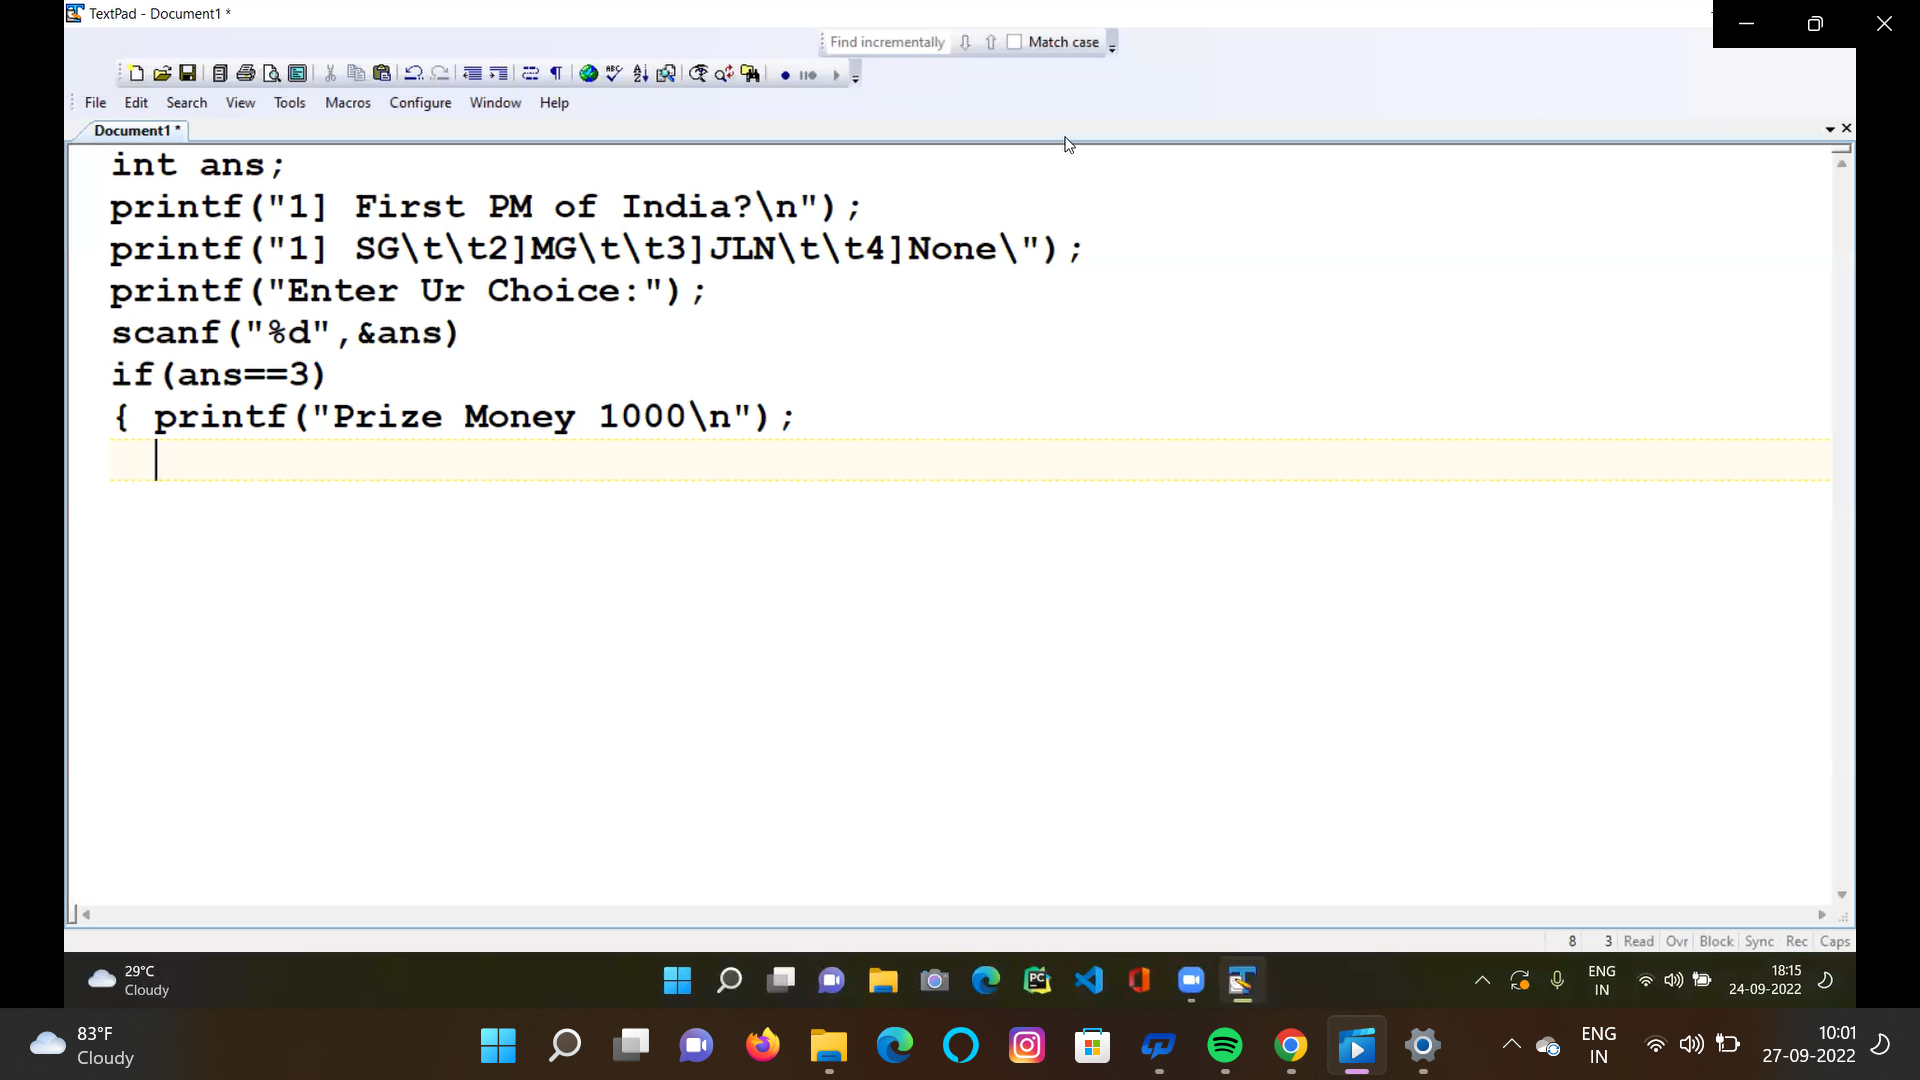 TextPad - Document1 *
Find incrementally Match case
File Edit Search View Tools Macros Configure Window Help
Document1 *
int ans;
printf("1] First PM of India?\n");
printf("1] SG\t\t2]MG\t\t3]JLN\t\t4]None\");
printf("Enter Ur Choice:");
scanf("%d",&ans)
if(ans==3)
{ printf("Prize Money 1000\n");
8 3 Read Ovr Block Sync Rec Caps
29°C
Cloudy
ENG
IN
18:15
24-09-2022
83°F
Cloudy
ENG
IN
10:01
27-09-2022